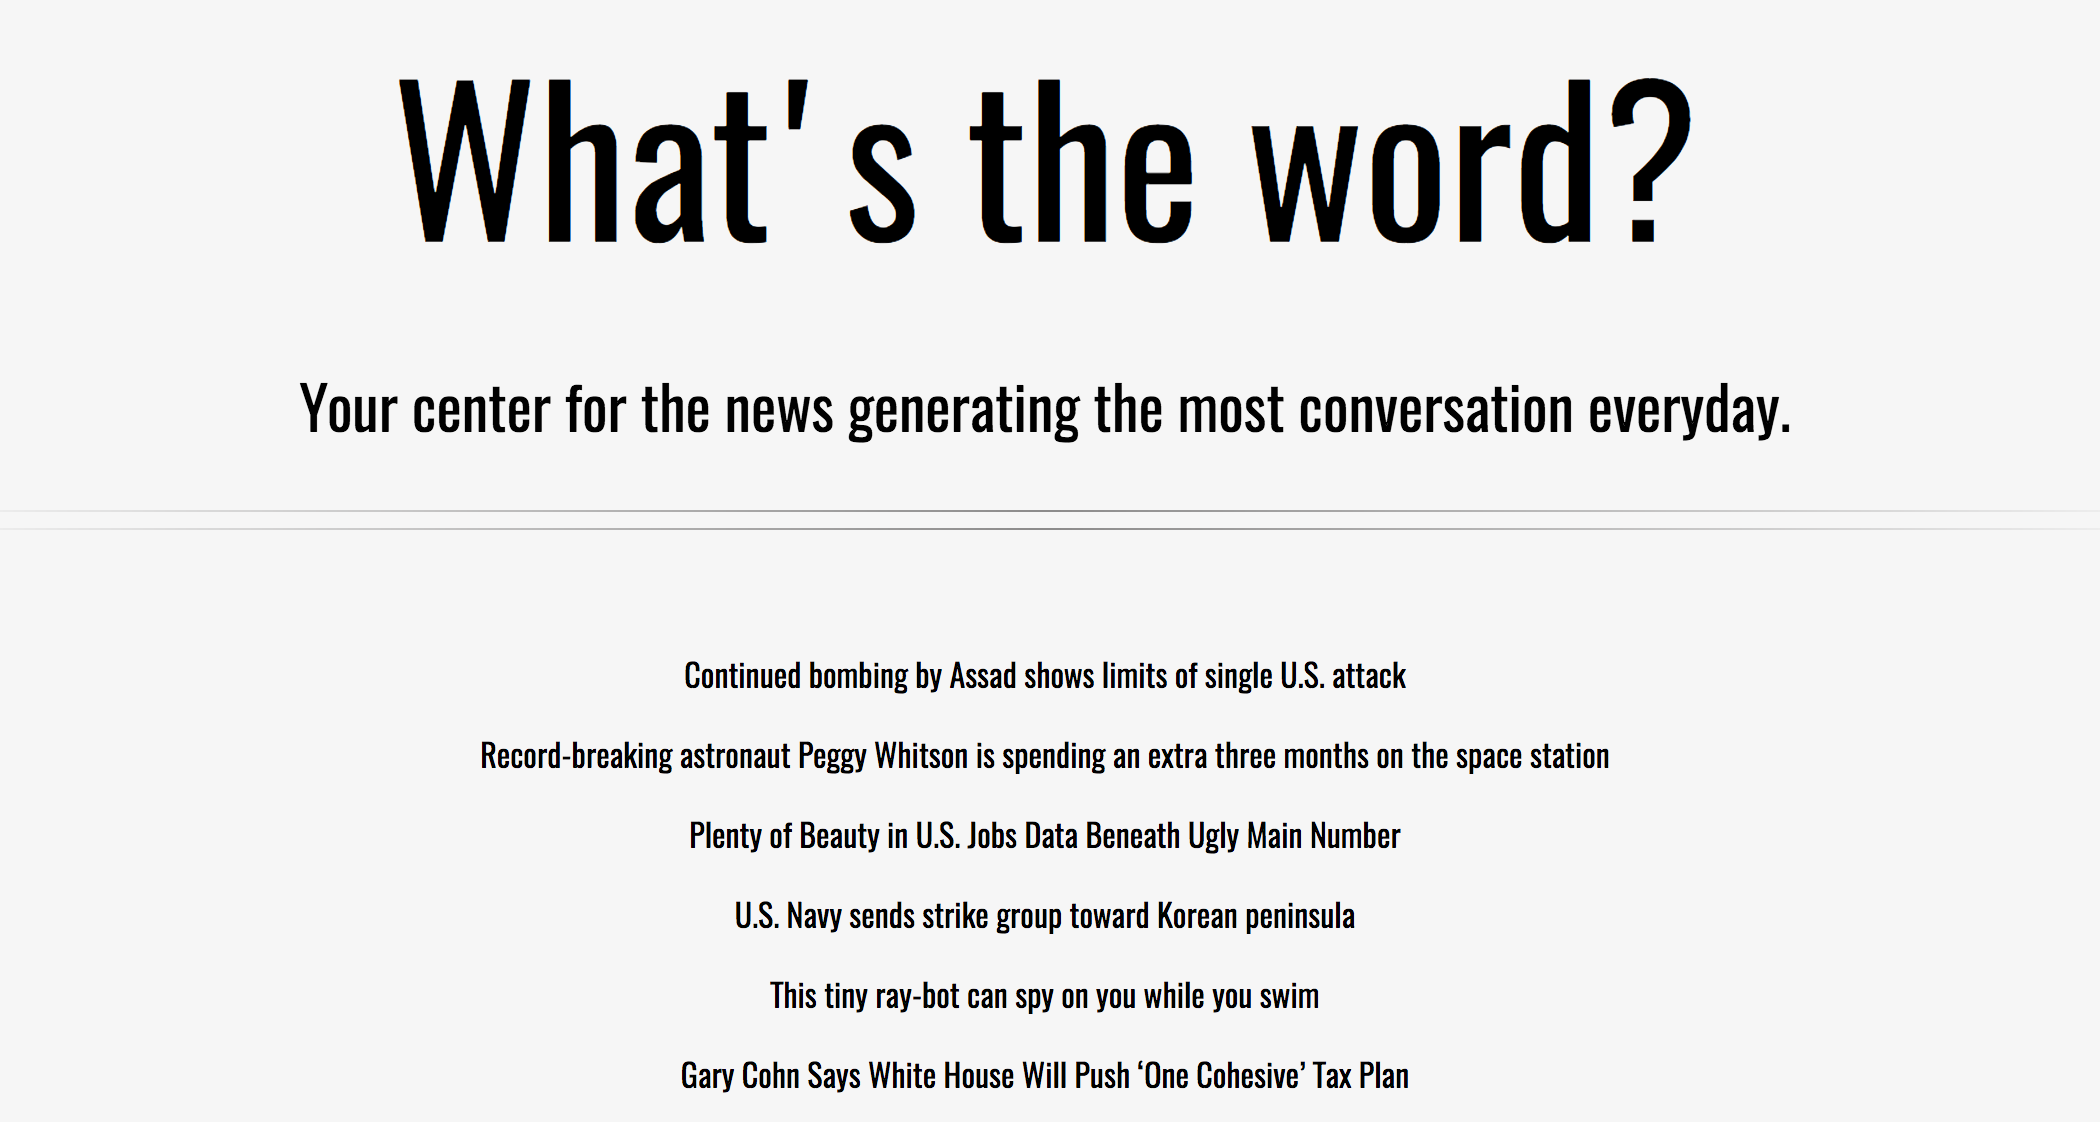 What's the word?
Your center for the news generating the most conversation everyday.
Continued bombing by Assad shows limits of single U.S. attack
Record-breaking astronaut Peggy Whitson is spending an extra three months on the space station
Plenty of Beauty in U.S. Jobs Data Beneath Ugly Main Number
U.S. Navy sends strike group toward Korean peninsula
This tiny ray-bot can spy on you while you swim
Gary Cohn Says White House Will Push ‘One Cohesive’ Tax Plan